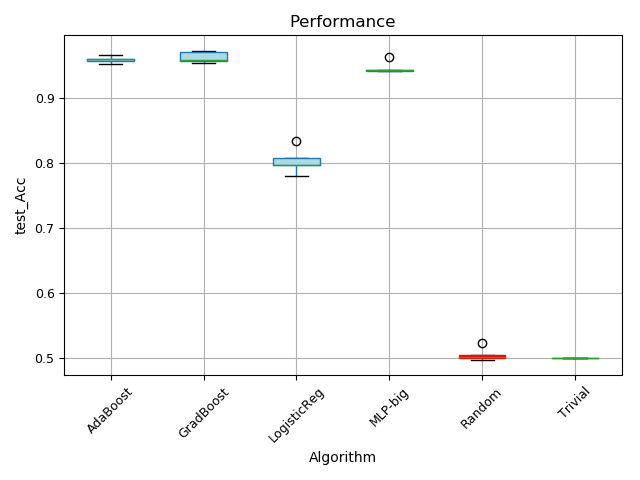 Performance
test_Acc
0.9
0.8
0.7
0.6
0.5
AdaBoost
GradBoost
LogisticReg
MLP-big
Random
Trivial
Algorithm